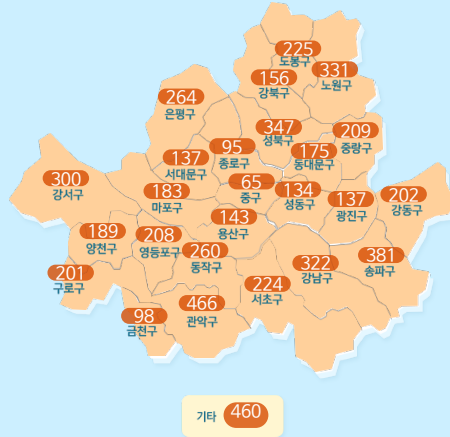 225
도봉구
331
노원구
156
강북구
264
은평구
347
성북구
209
중랑구
95
종로구
175
동대문구
137
서대문구
300
강서구
183
마포구
65
중구
134
성동구
137
광진구
202
강동구
143
용산구
189
양천구
208
영등포구
260
동작구
381
송파구
322
강남구
201
구로구
224
서초구
466
관악구
98
금천구
기타 460